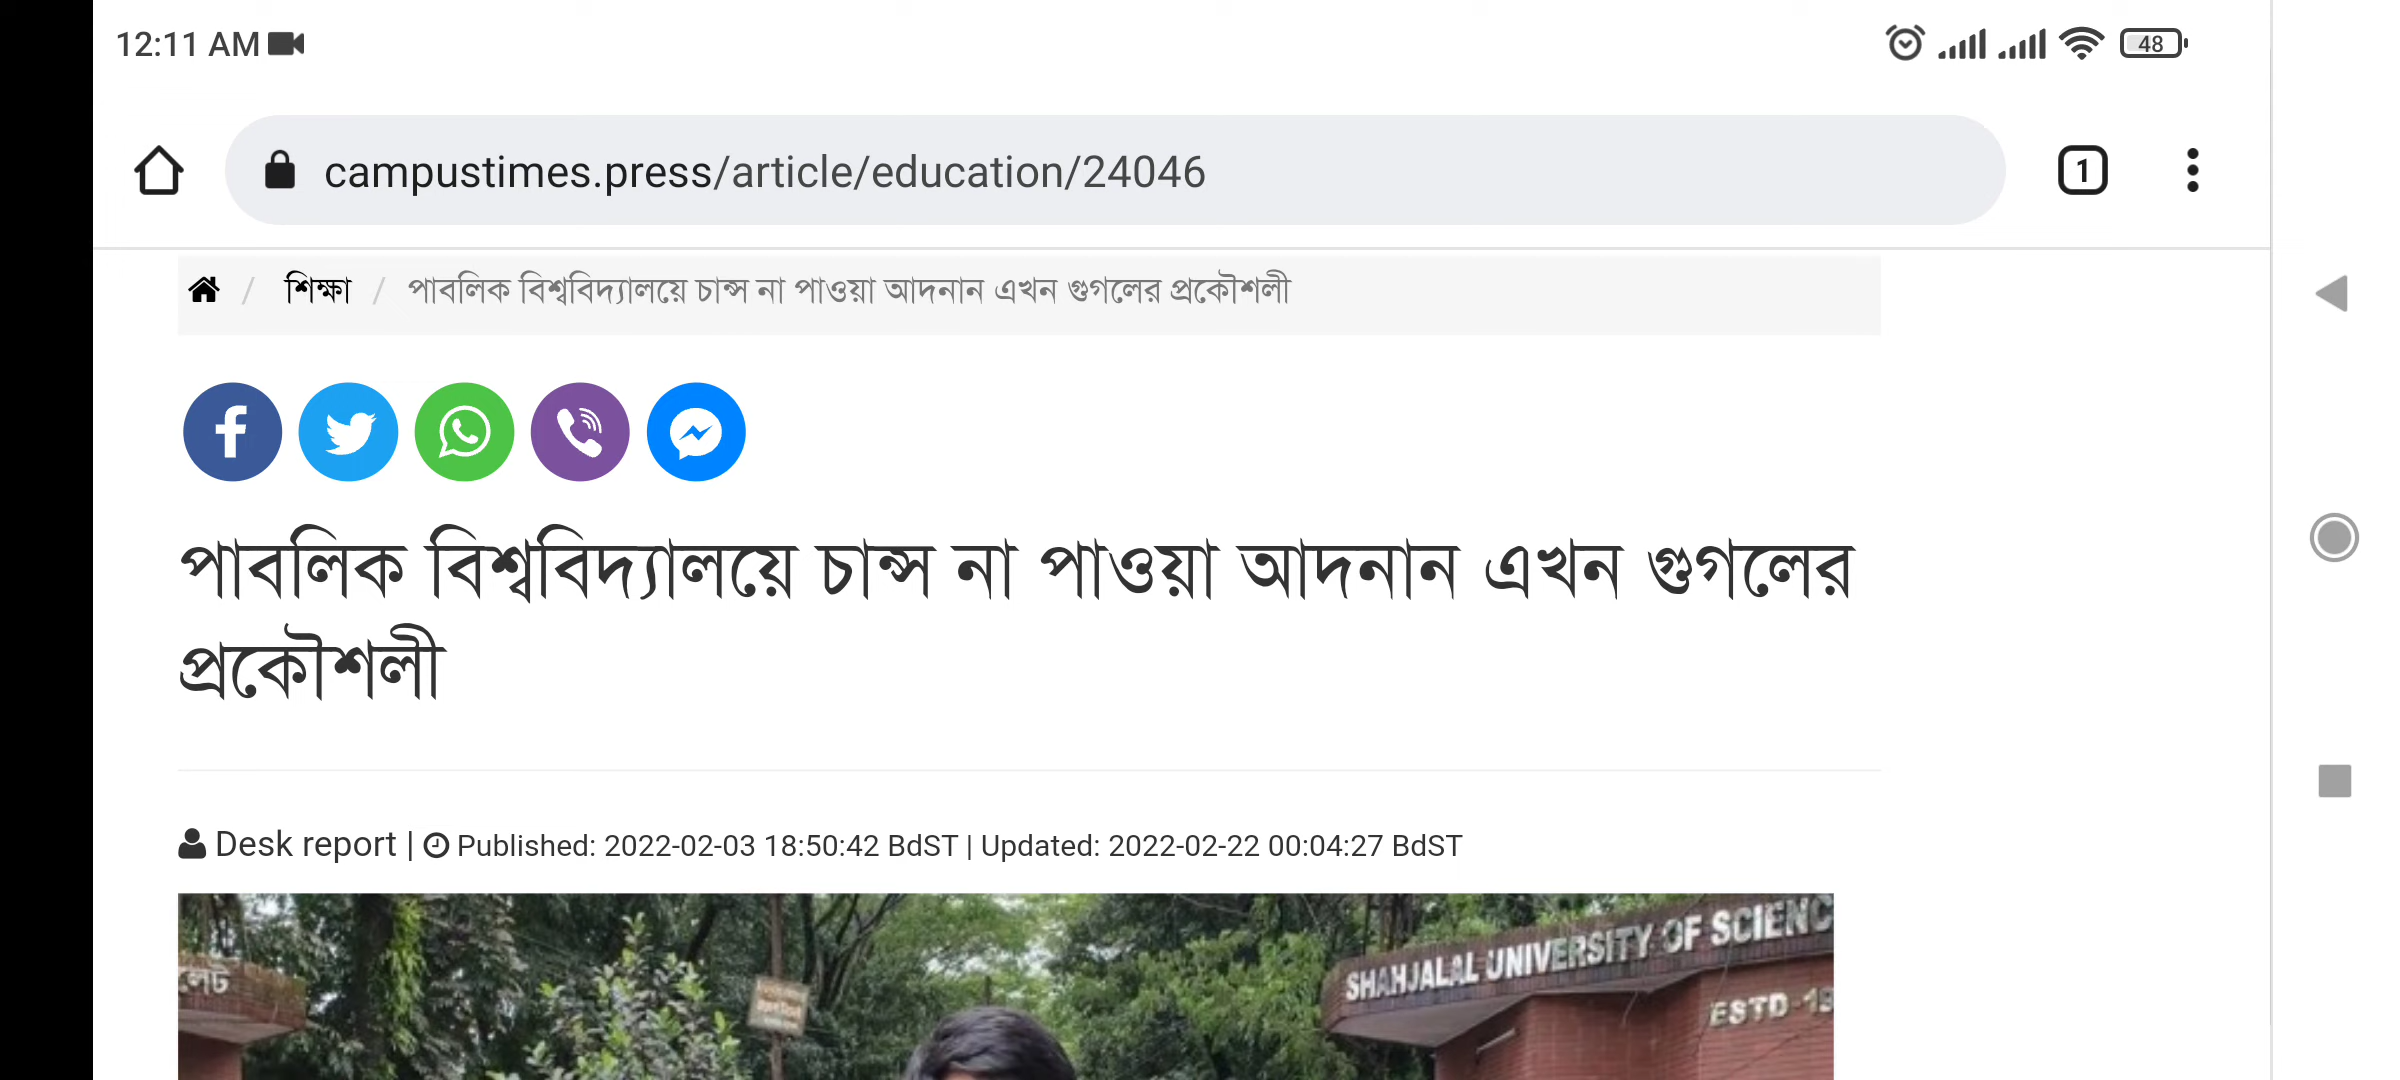 12:11 AM
48
campustimes.press/article/education/24046
1
/ শিক্ষা / পাবলিক বিশ্ববিদ্যালয়ে চান্স না পাওয়া আদনান এখন গুগলের প্রকৌশলী
পাবলিক বিশ্ববিদ্যালয়ে চান্স না পাওয়া আদনান এখন গুগলের
প্রকৌশলী
Desk report | Published: 2022-02-03 18:50:42 BdST | Updated: 2022-02-22 00:04:27 BdST
SHAHJALAL UNIVERSITY OF SCIENC
ESTD-19